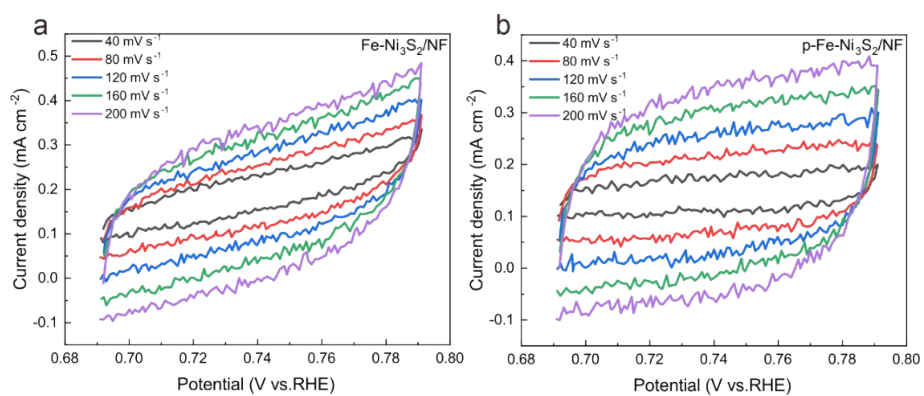 a
Fe-Ni₃S₂/NF
40 mV s⁻¹
80 mV s⁻¹
120 mV s⁻¹
160 mV s⁻¹
200 mV s⁻¹
0.5
0.4
0.3
0.2
0.1
0.0
-0.1
0.68
0.70
0.72
0.74
0.76
0.78
0.80
Current density (mA cm⁻²)
Potential (V vs.RHE)
b
p-Fe-Ni₃S₂/NF
40 mV s⁻¹
80 mV s⁻¹
120 mV s⁻¹
160 mV s⁻¹
200 mV s⁻¹
0.4
0.3
0.2
0.1
0.0
-0.1
0.68
0.70
0.72
0.74
0.76
0.78
0.80
Current density (mA cm⁻²)
Potential (V vs.RHE)